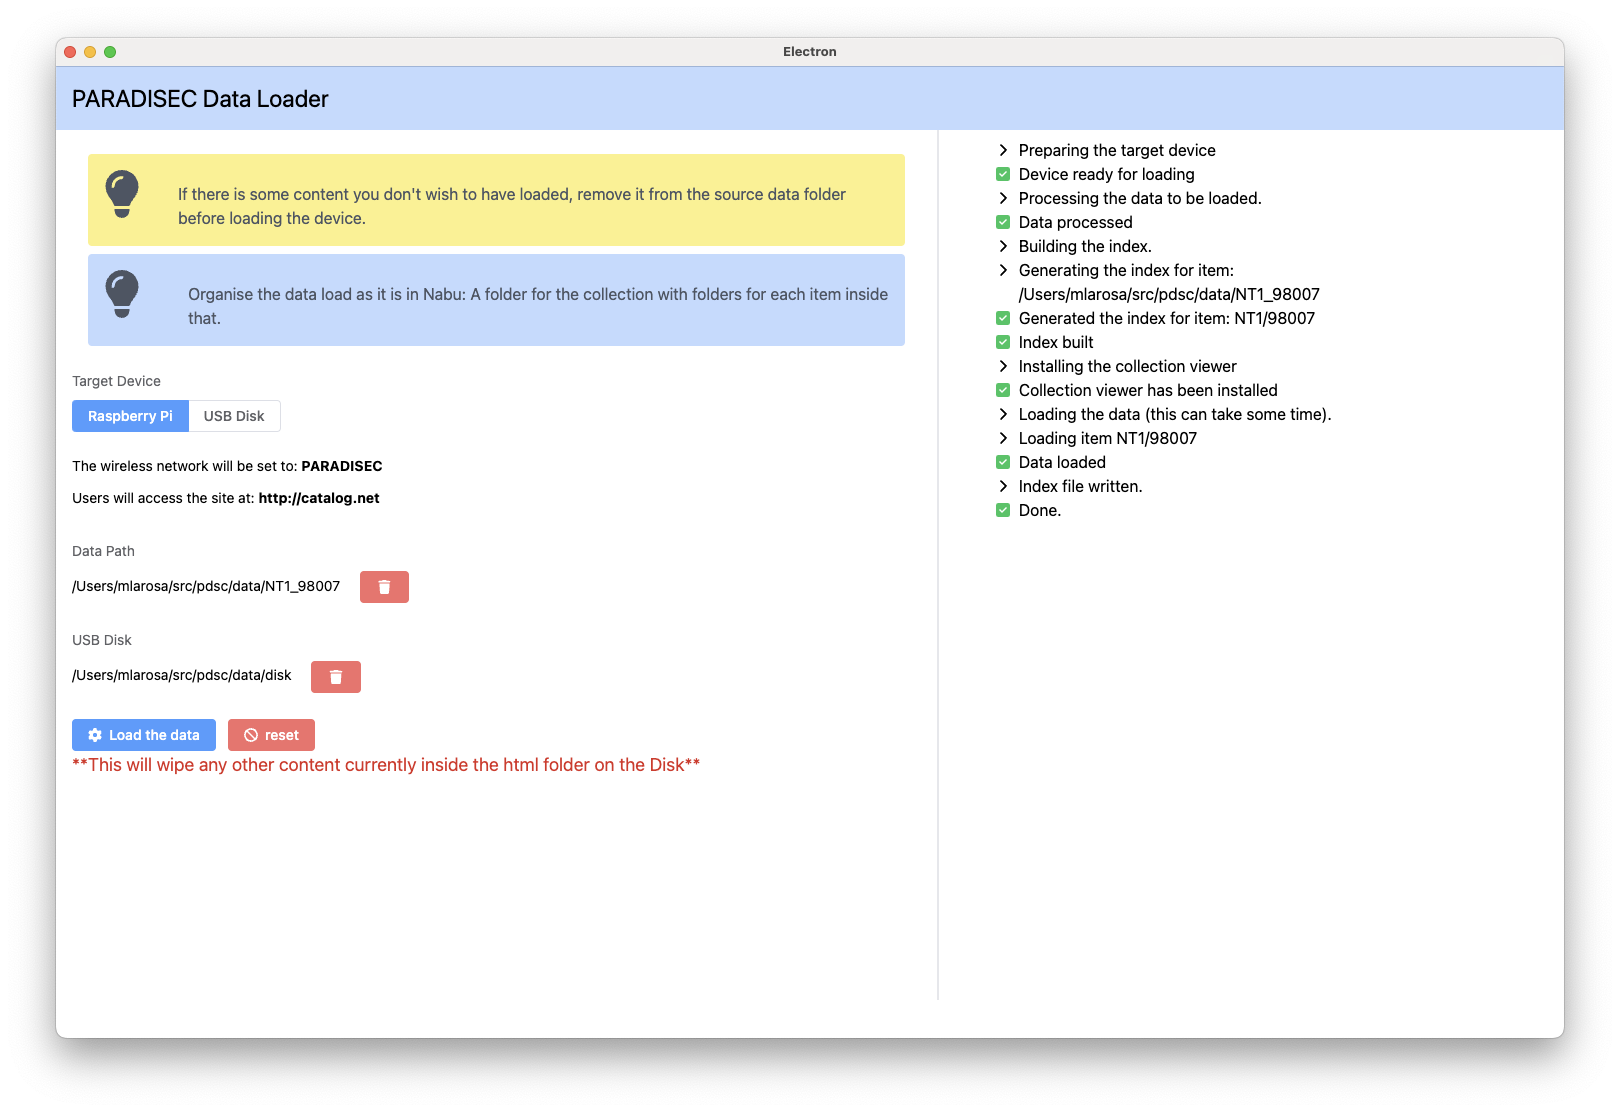 Electron
PARADISEC Data Loader
If there is some content you don't wish to have loaded, remove it from the source data folder
before loading the device.
Organise the data load as it is in Nabu: A folder for the collection with folders for each item inside
that.
Target Device
Raspberry Pi USB Disk
The wireless network will be set to: PARADISEC
Users will access the site at: http://catalog.net
Data Path
/Users/mlarosa/src/pdsc/data/NT1_98007
USB Disk
/Users/mlarosa/src/pdsc/data/disk
Load the data reset
**This will wipe any other content currently inside the html folder on the Disk**
Preparing the target device
Device ready for loading
Processing the data to be loaded.
Data processed
Building the index.
Generating the index for item:
/Users/mlarosa/src/pdsc/data/NT1_98007
Generated the index for item: NT1/98007
Index built
Installing the collection viewer
Collection viewer has been installed
Loading the data (this can take some time).
Loading item NT1/98007
Data loaded
Index file written.
Done.